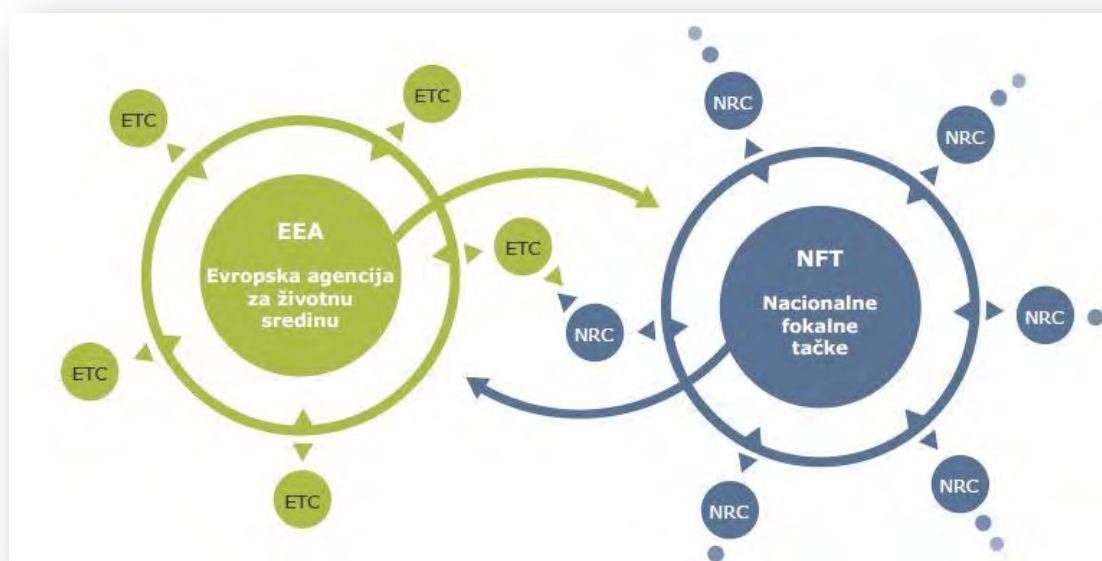 ETC
ETC
ETC
ETC
ETC
EEA
Evropska agencija
za životnu
sredinu
NRC
NRC
NRC
NRC
NRC
NRC
NFT
Nacionalne
fokalne
tačke